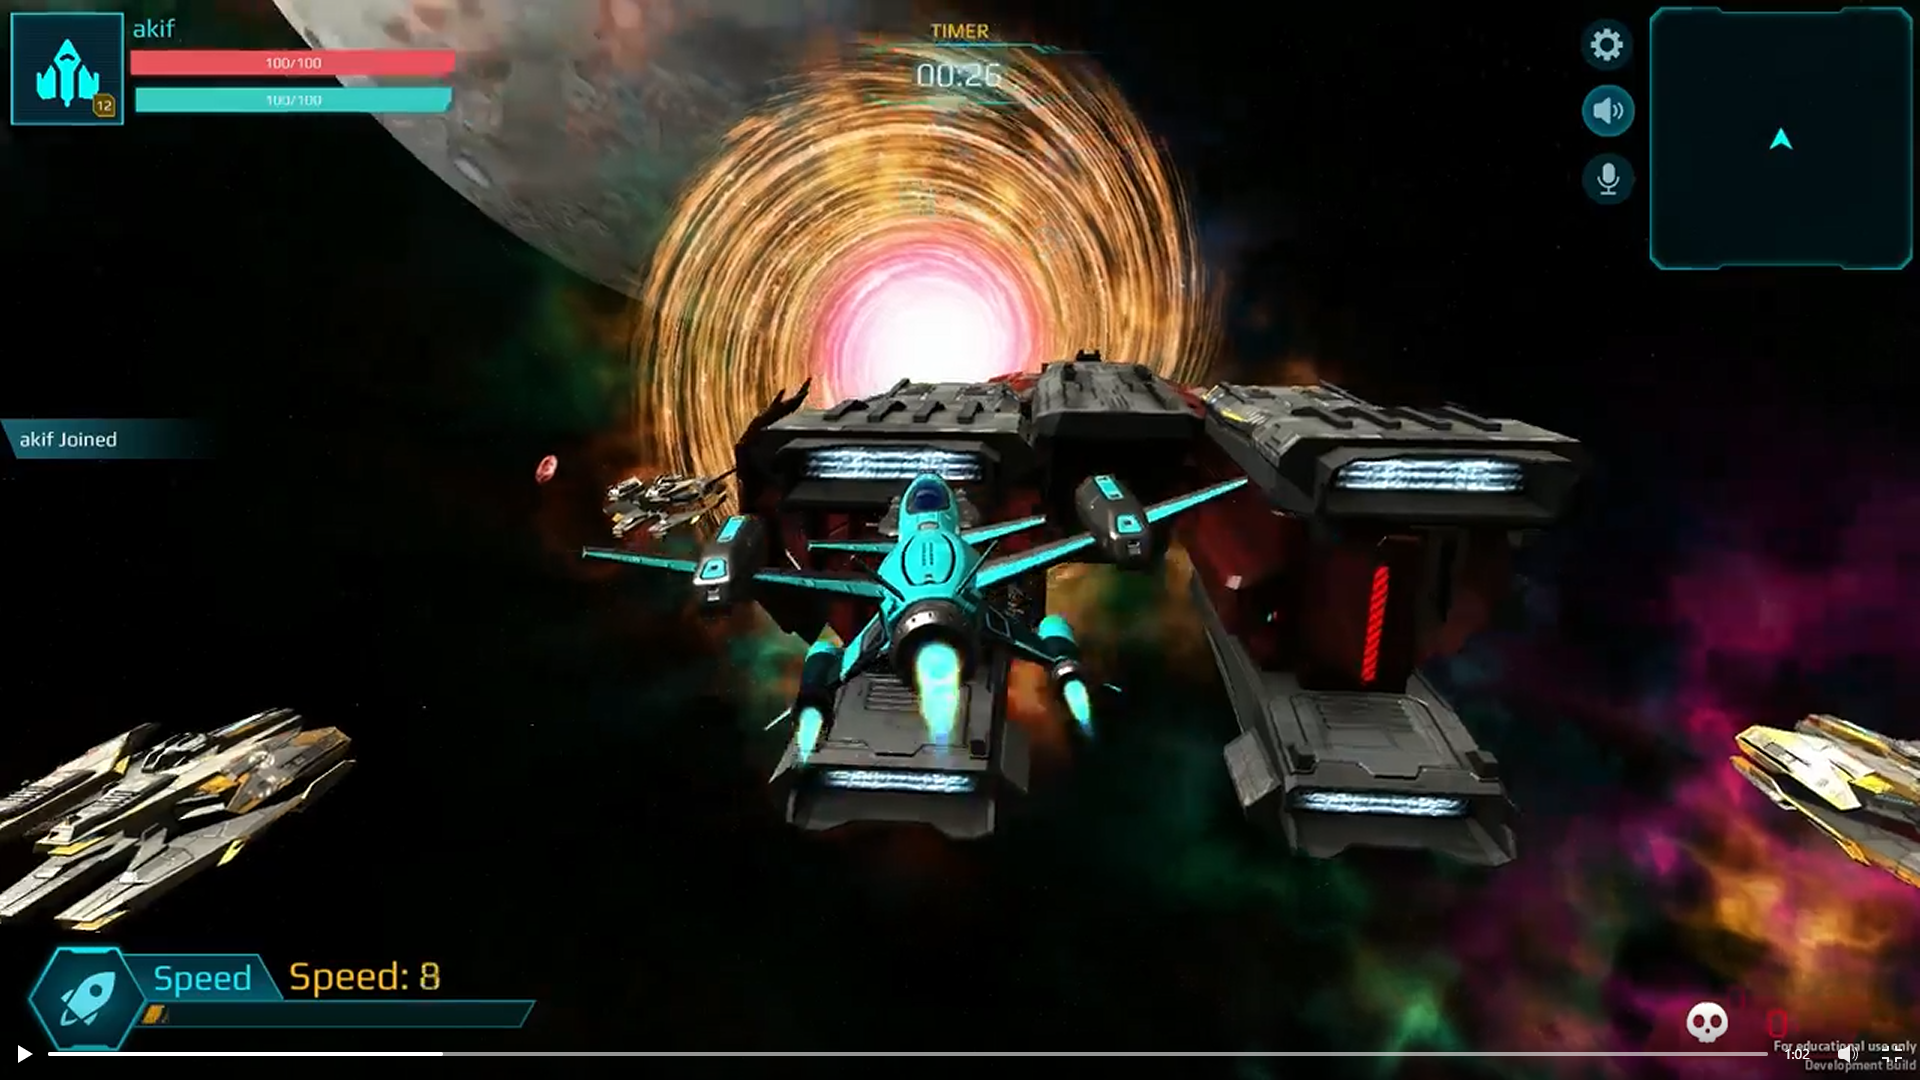 akif
100/100
100/100
12
TIMER
00:26
akif Joined
Speed
Speed: 8
0
1:02
For educational use only
Development Build